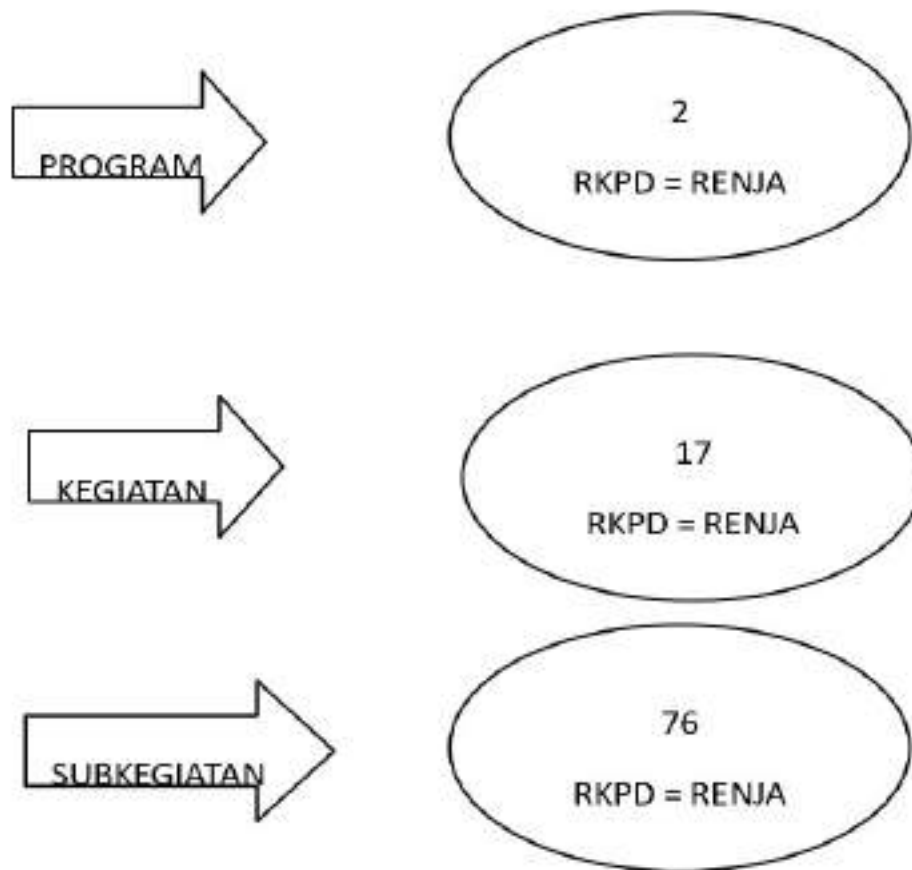 PROGRAM
2
RKPD = RENJA
KEGIATAN
17
RKPD = RENJA
SUBKEGIATAN
76
RKPD = RENJA